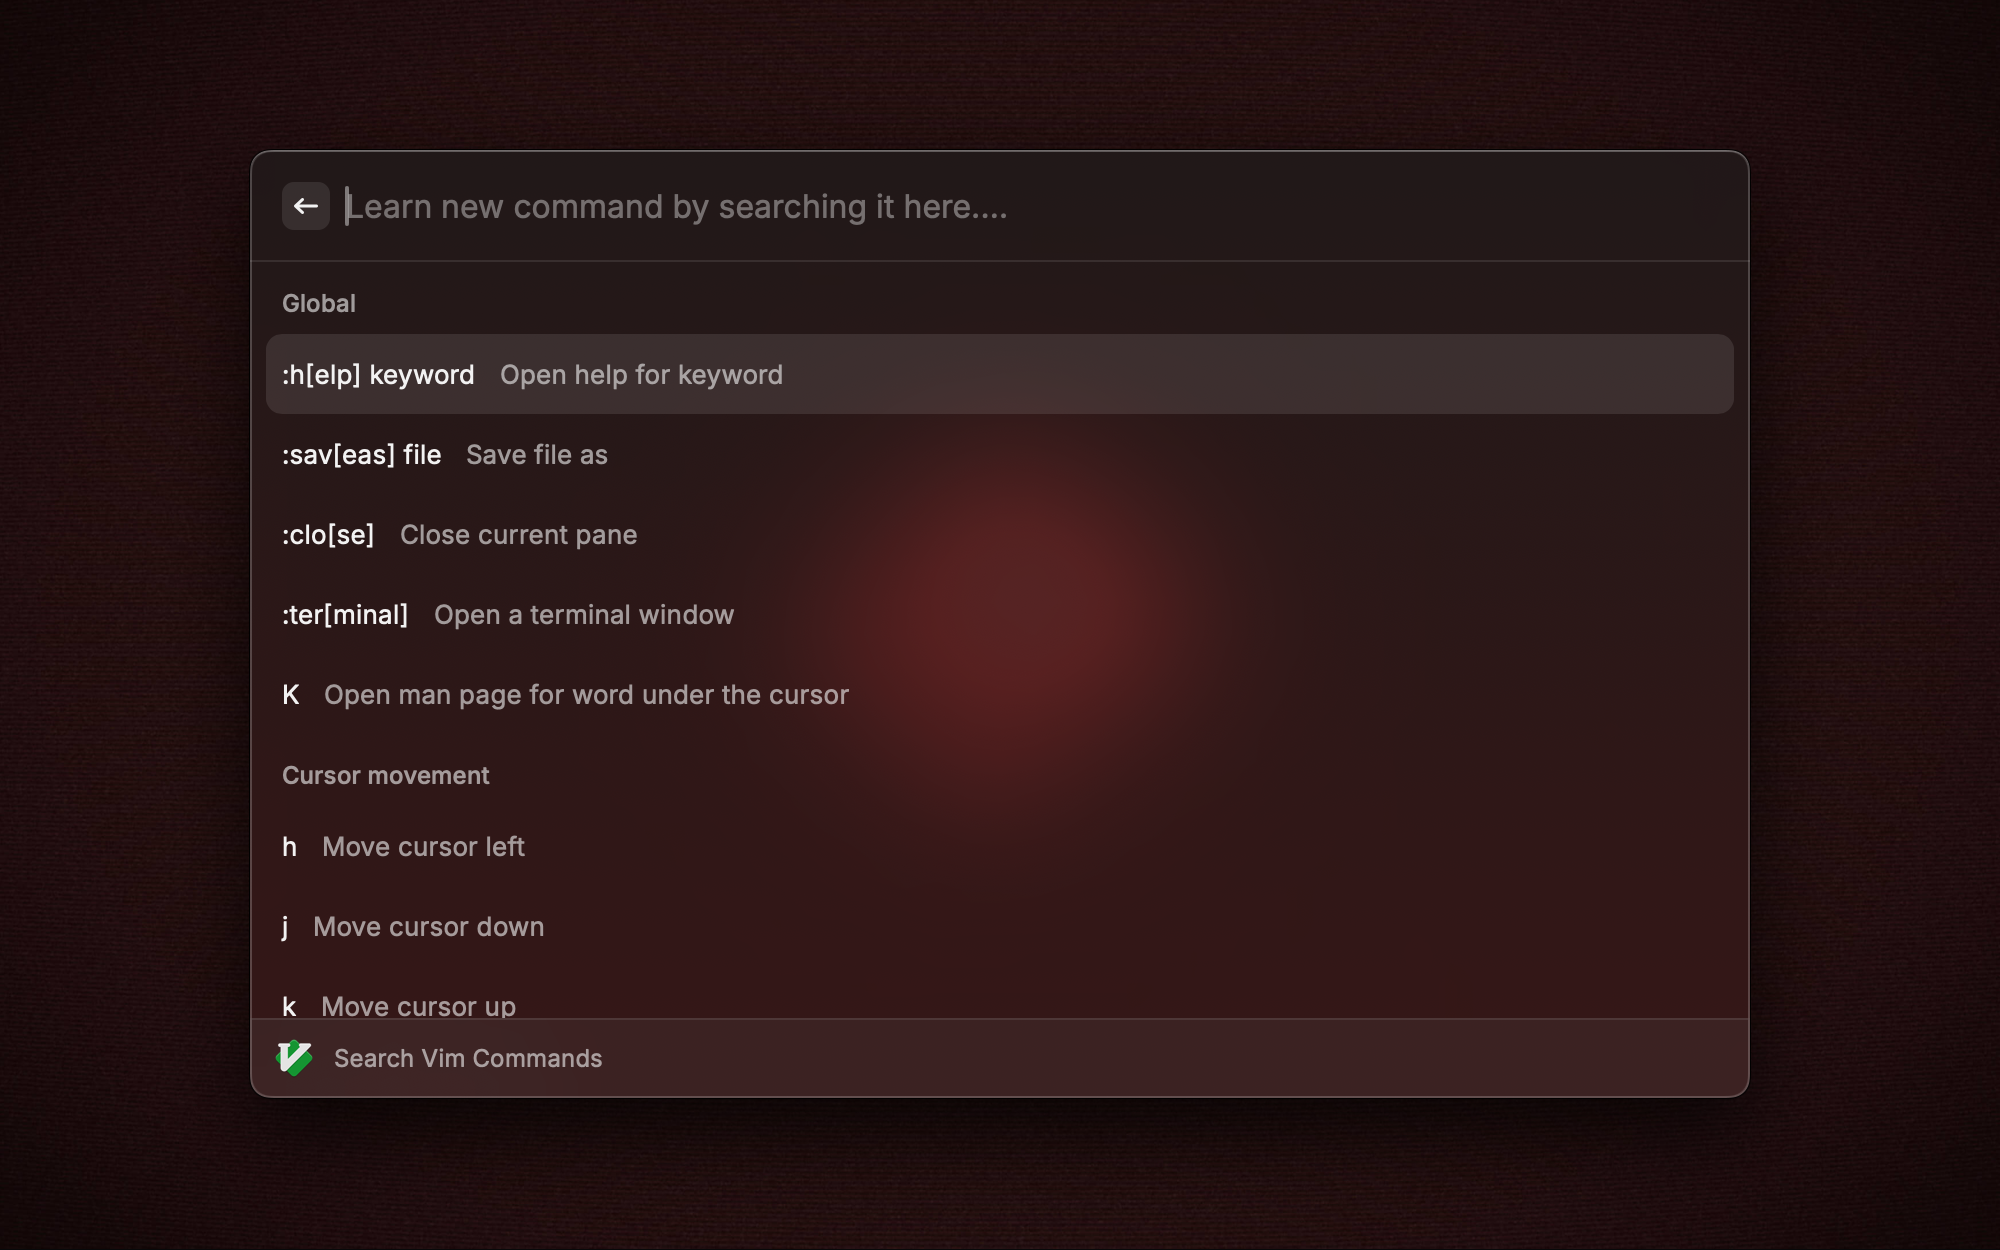 Learn new command by searching it here....
Global
:h[elp] keyword Open help for keyword
:sav[eas] file Save file as
:clo[se] Close current pane
:ter[minal] Open a terminal window
K Open man page for word under the cursor
Cursor movement
h Move cursor left
j Move cursor down
k Move cursor up
Search Vim Commands